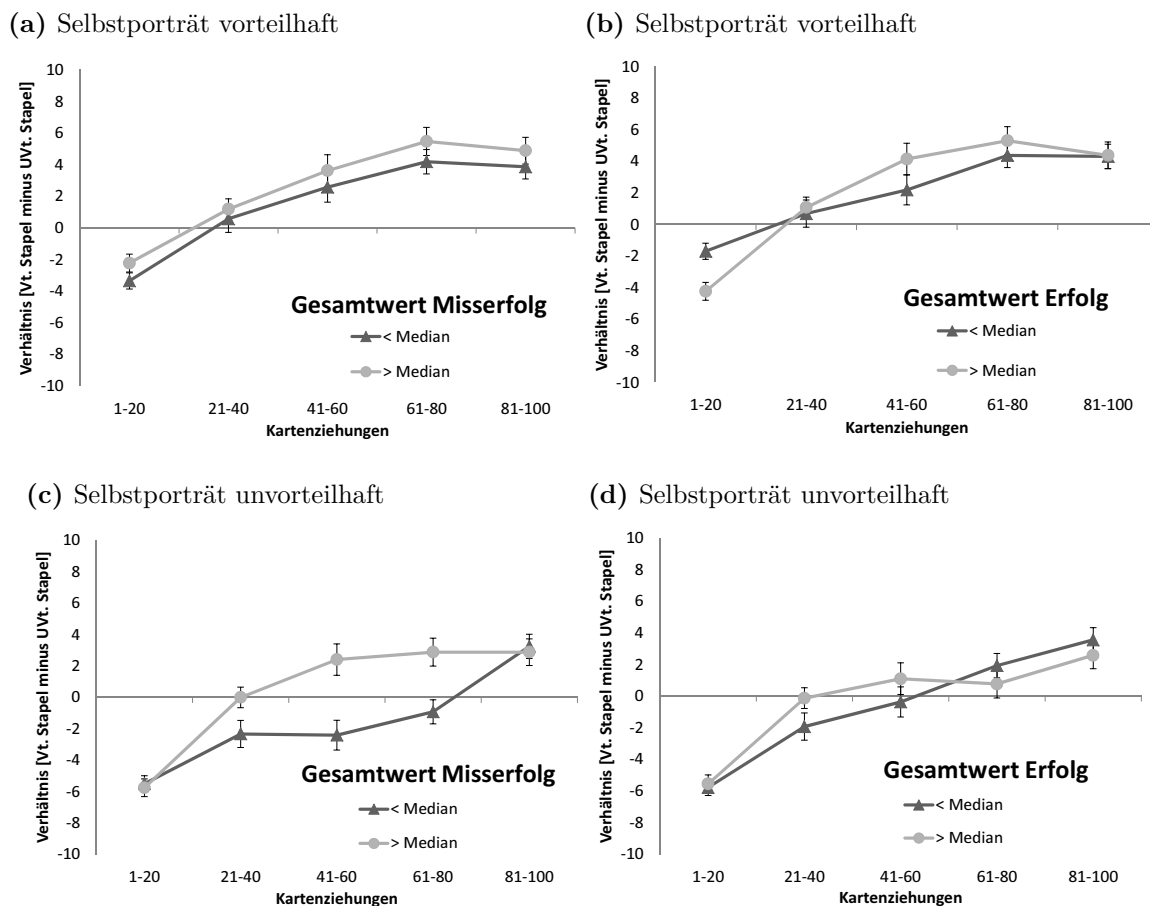 (a) Selbstporträt vorteilhaft
Verhältnis [Vt. Stapel minus UVt. Stapel]
10
8
6
4
2
0
-2
-4
-6
-8
-10
Gesamtwert Misserfolg
< Median
> Median
1-20 21-40 41-60 61-80 81-100
Kartenziehungen
(b) Selbstporträt vorteilhaft
Verhältnis [Vt. Stapel minus UVt. Stapel]
10
8
6
4
2
0
-2
-4
-6
-8
-10
Gesamtwert Erfolg
< Median
> Median
1-20 21-40 41-60 61-80 81-100
Kartenziehungen
(c) Selbstporträt unvorteilhaft
Verhältnis [Vt. Stapel minus UVt. Stapel]
10
8
6
4
2
0
-2
-4
-6
-8
-10
Gesamtwert Misserfolg
< Median
> Median
1-20 21-40 41-60 61-80 81-100
Kartenziehungen
(d) Selbstporträt unvorteilhaft
Verhältnis [Vt. Stapel minus UVt. Stapel]
10
8
6
4
2
0
-2
-4
-6
-8
-10
Gesamtwert Erfolg
< Median
> Median
1-20 21-40 41-60 61-80 81-100
Kartenziehungen